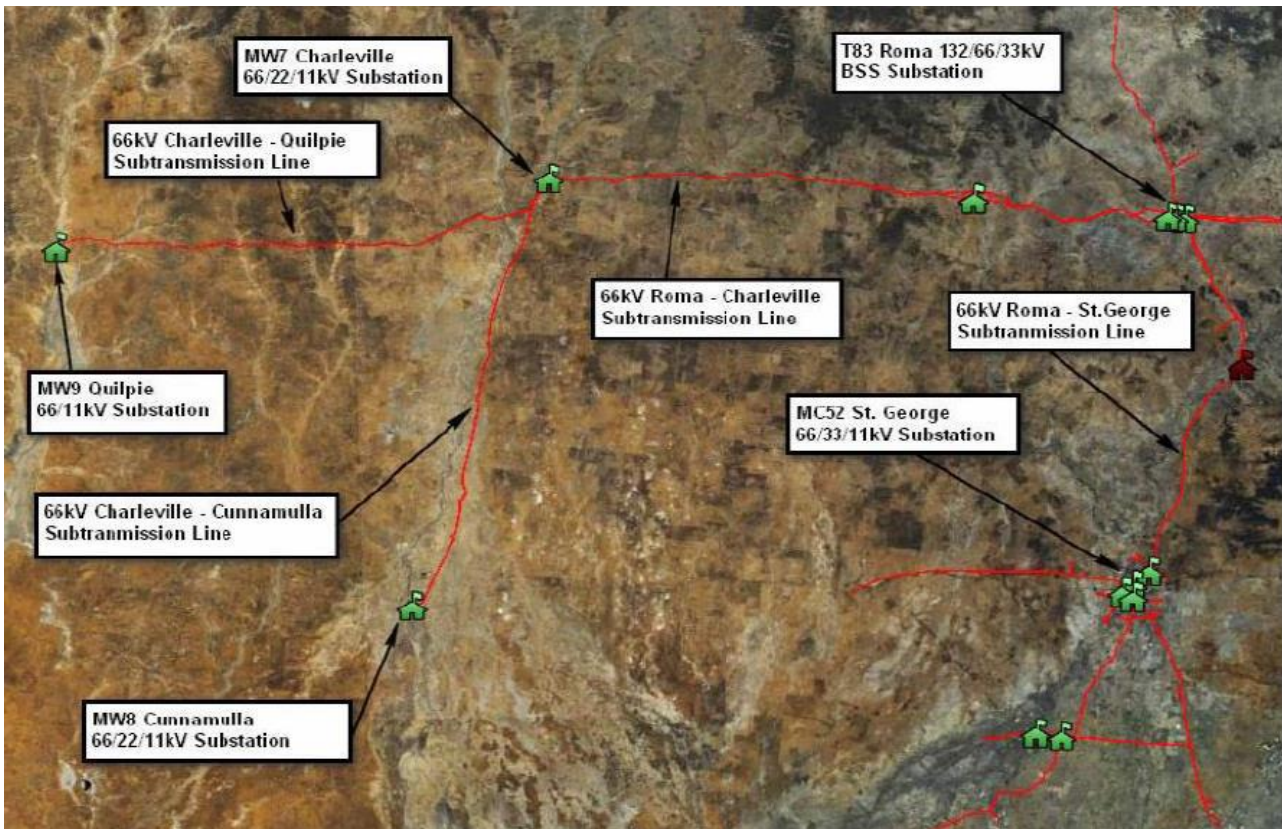 MW7 Charleville
66/22/11kV Substation
T83 Roma 132/66/33kV
BSS Substation
66kV Charleville - Quilpie
Subtransmission Line
66kV Roma - Charleville
Subtransmission Line
66kV Roma - St.George
Subtranmission Line
MW9 Quilpie
66/11kV Substation
MC52 St. George
66/33/11kV Substation
66kV Charleville - Cunnamulla
Subtranmission Line
MW8 Cunnamulla
66/22/11kV Substation